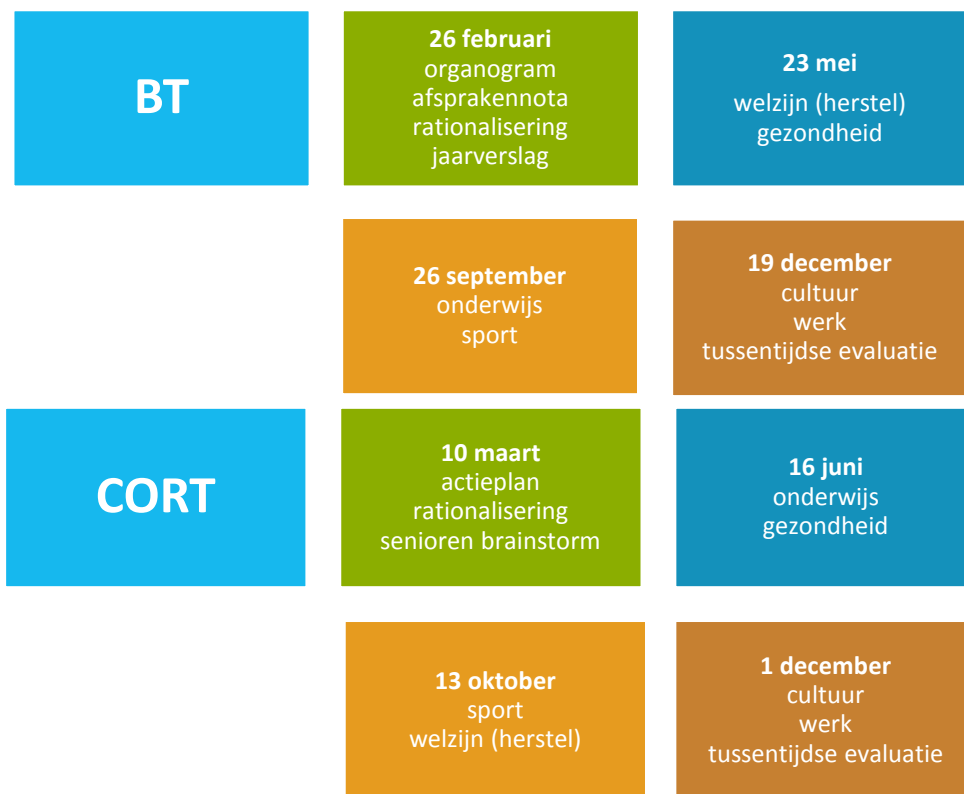 BT
26 februari
organogram
afsprakennota
rationalisering
jaarverslag
23 mei
welzijn (herstel)
gezondheid
26 september
onderwijs
sport
19 december
cultuur
werk
tussentijdse evaluatie
CORT
10 maart
actieplan
rationalisering
senioren brainstorm
16 juni
onderwijs
gezondheid
13 oktober
sport
welzijn (herstel)
1 december
cultuur
werk
tussentijdse evaluatie